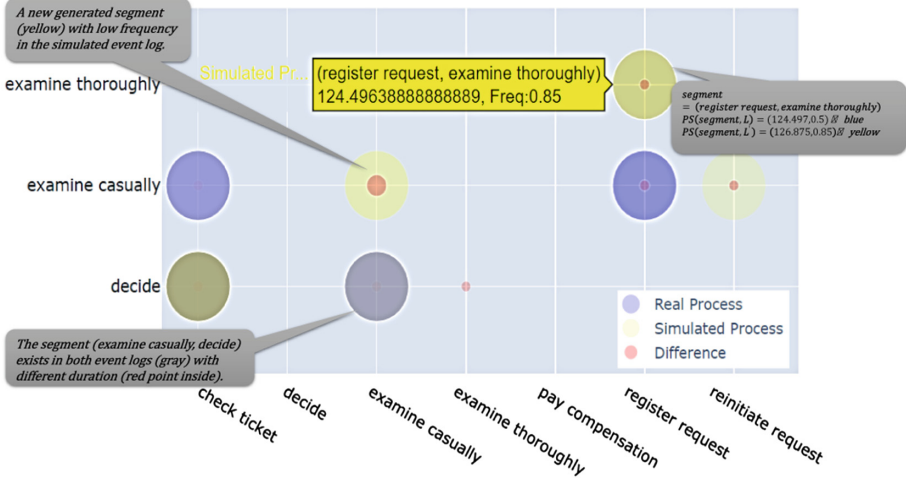 A new generated segment
(yellow) with low frequency
in the simulated event log.
Simulated Pr...
(register request, examine thoroughly)
124.49638888888889, Freq:0.85
segment
= (register request, examine thoroughly)
PS(segment, L) = (124.497,0.5) blue
PS(segment, L ) = (126.875,0.85) yellow
examine thoroughly
examine casually
decide
The segment (examine casually, decide)
exists in both event logs (gray) with
different duration (red point inside).
Real Process
Simulated Process
Difference
check ticket
decide
examine casually
examine thoroughly
pay compensation
register request
reinitiate request